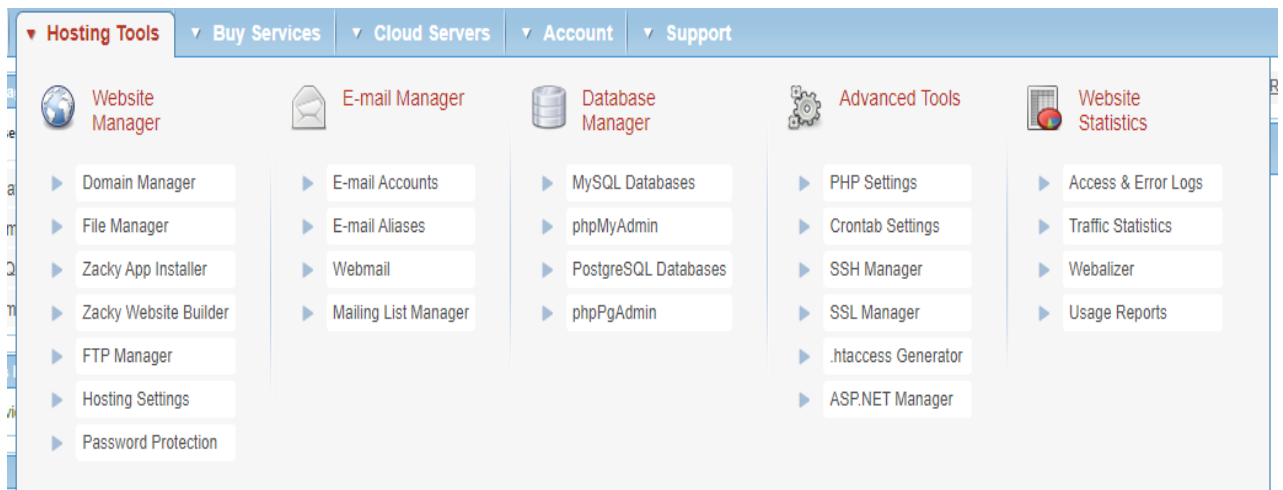 Hosting Tools
Buy Services
Cloud Servers
Account
Support
Website
Manager
Domain Manager
File Manager
Zacky App Installer
Zacky Website Builder
FTP Manager
Hosting Settings
Password Protection
E-mail Manager
E-mail Accounts
E-mail Aliases
Webmail
Mailing List Manager
Database
Manager
MySQL Databases
phpMyAdmin
PostgreSQL Databases
phpPgAdmin
Advanced Tools
PHP Settings
Crontab Settings
SSH Manager
SSL Manager
.htaccess Generator
ASP.NET Manager
Website
Statistics
Access & Error Logs
Traffic Statistics
Webalizer
Usage Reports